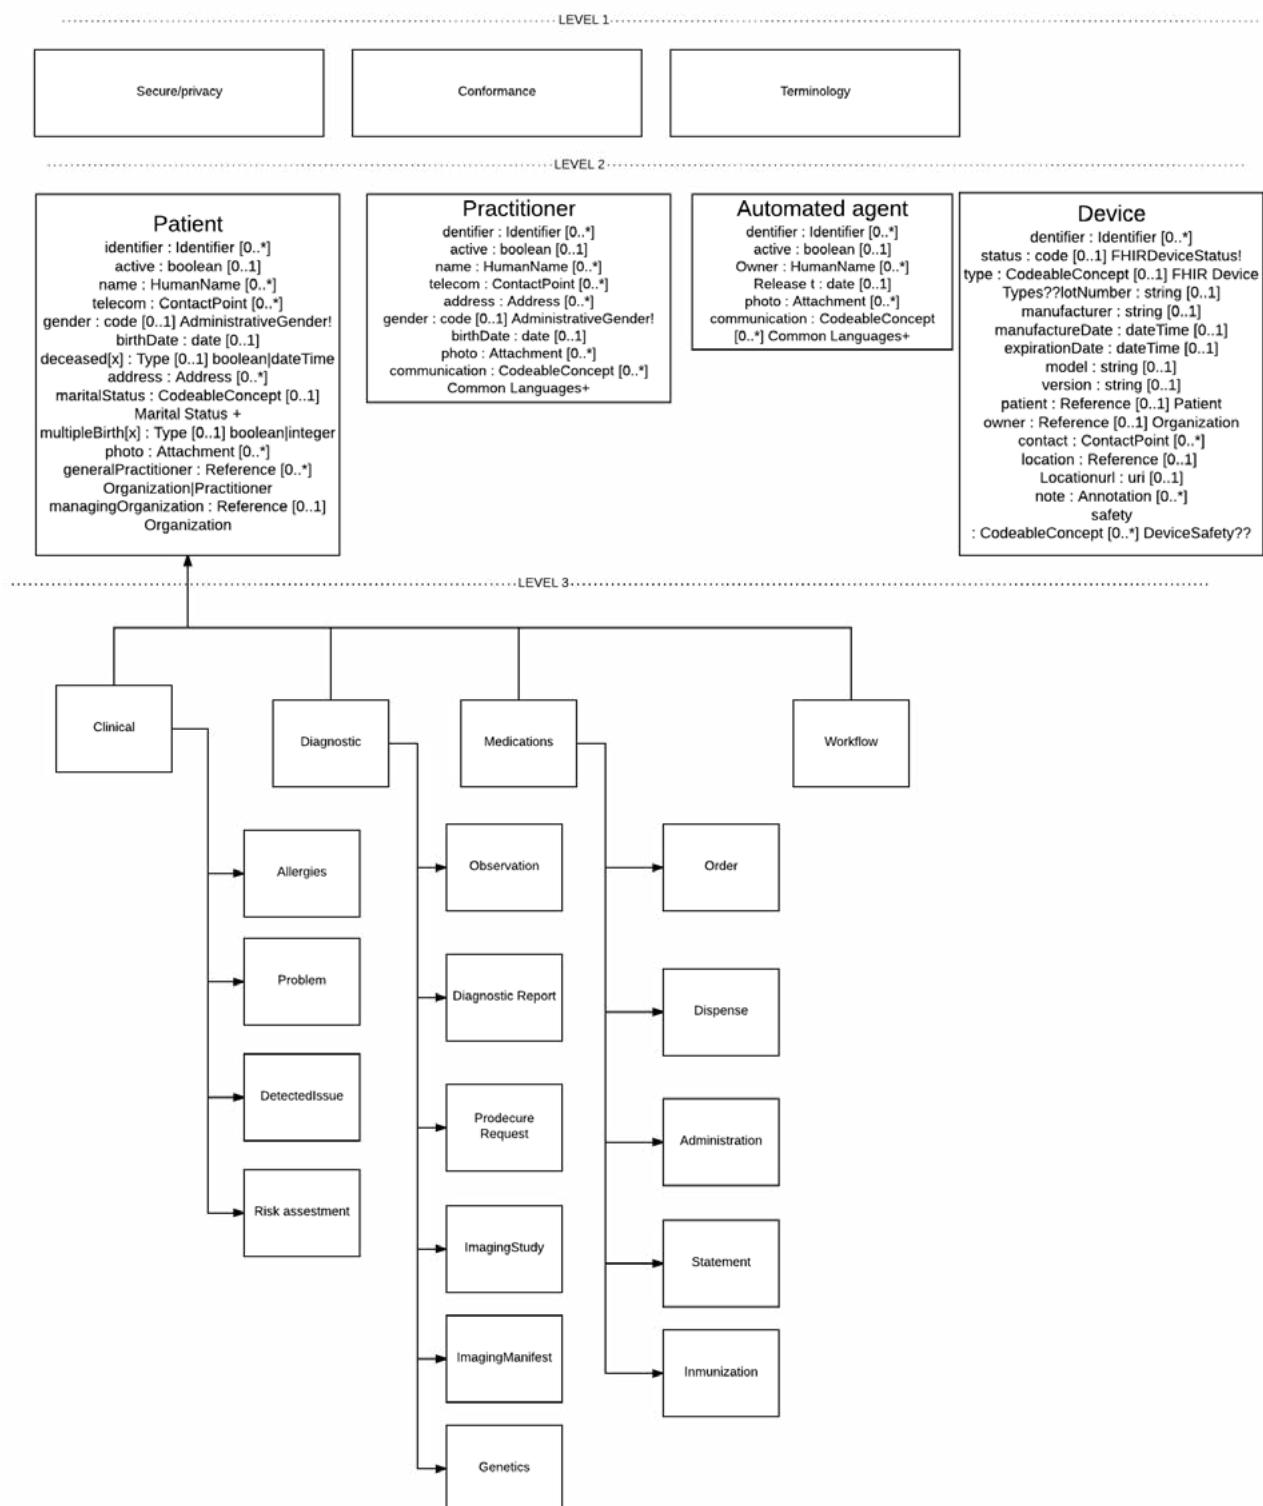 LEVEL 1
Secure/privacy
Conformance
Terminology
LEVEL 2
Patient
identifier : Identifier [0..*]
active : boolean [0..1]
name : HumanName [0..*]
telecom : ContactPoint [0..*]
gender : code [0..1] AdministrativeGender!
birthDate : date [0..1]
deceased[x] : Type [0..1] boolean|dateTime
address : Address [0..*]
maritalStatus : CodeableConcept [0..1]
Marital Status +
multipleBirth[x] : Type [0..1] boolean|integer
photo : Attachment [0..*]
generalPractitioner : Reference [0..*]
Organization|Practitioner
managingOrganization : Reference [0..1]
Organization
Practitioner
dentifier : Identifier [0..*]
active : boolean [0..1]
name : HumanName [0..*]
telecom : ContactPoint [0..*]
address : Address [0..*]
gender : code [0..1] AdministrativeGender!
birthDate : date [0..1]
photo : Attachment [0..*]
communication : CodeableConcept [0..*]
Common Languages+
Automated agent
dentifier : Identifier [0..*]
active : boolean [0..1]
Owner : HumanName [0..*]
Release t : date [0..1]
photo : Attachment [0..*]
communication : CodeableConcept
[0..*] Common Languages+
Device
dentifier : Identifier [0..*]
status : code [0..1] FHIRDeviceStatus!
type : CodeableConcept [0..1] FHIR Device
Types??lotNumber : string [0..1]
manufacturer : string [0..1]
manufactureDate : dateTime [0..1]
expirationDate : dateTime [0..1]
model : string [0..1]
version : string [0..1]
patient : Reference [0..1] Patient
owner : Reference [0..1] Organization
contact : ContactPoint [0..*]
location : Reference [0..1]
Locationurl : uri [0..1]
note : Annotation [0..*]
safety
: CodeableConcept [0..*] DeviceSafety??
LEVEL 3
Clinical
Diagnostic
Medications
Workflow
Allergies
Problem
DetectedIssue
Risk assestment
Observation
Diagnostic Report
Prodecure
Request
ImagingStudy
ImagingManifest
Genetics
Order
Dispense
Administration
Statement
Inmunization